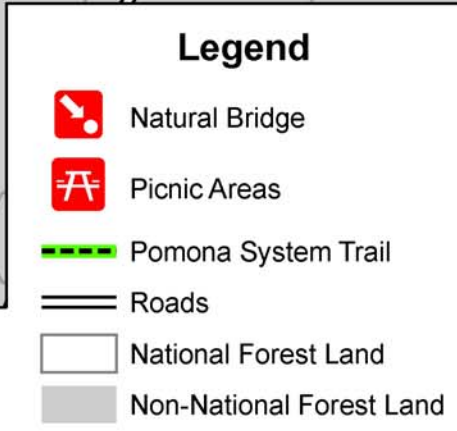 Legend
Natural Bridge
Picnic Areas
Pomona System Trail
Roads
National Forest Land
Non-National Forest Land